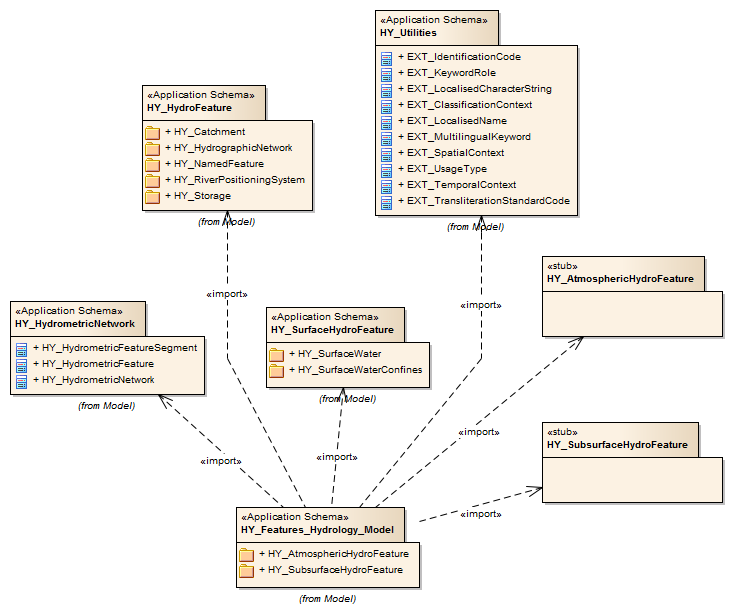 «Application Schema»
HY_Utilities
+ EXT_IdentificationCode
+ EXT_KeywordRole
+ EXT_LocalisedCharacterString
+ EXT_ClassificationContext
+ EXT_LocalisedName
+ EXT_MultilingualKeyword
+ EXT_SpatialContext
+ EXT_UsageType
+ EXT_TemporalContext
+ EXT_TransliterationStandardCode
(from Model)
«Application Schema»
HY_HydroFeature
+ HY_Catchment
+ HY_HydrographicNetwork
+ HY_NamedFeature
+ HY_RiverPositioningSystem
+ HY_Storage
(from Model)
«stub»
HY_AtmosphericHydroFeature
«import»
«import»
«Application Schema»
HY_HydrometricNetwork
+ HY_HydrometricFeatureSegment
+ HY_HydrometricFeature
+ HY_HydrometricNetwork
(from Model)
«Application Schema»
HY_SurfaceHydroFeature
+ HY_SurfaceWater
+ HY_SurfaceWaterConfines
(from Model)
«stub»
HY_SubsurfaceHydroFeature
«import»
«import»
«import»
«import»
«Application Schema»
HY_Features_Hydrology_Model
+ HY_AtmosphericHydroFeature
+ HY_SubsurfaceHydroFeature
(from Model)